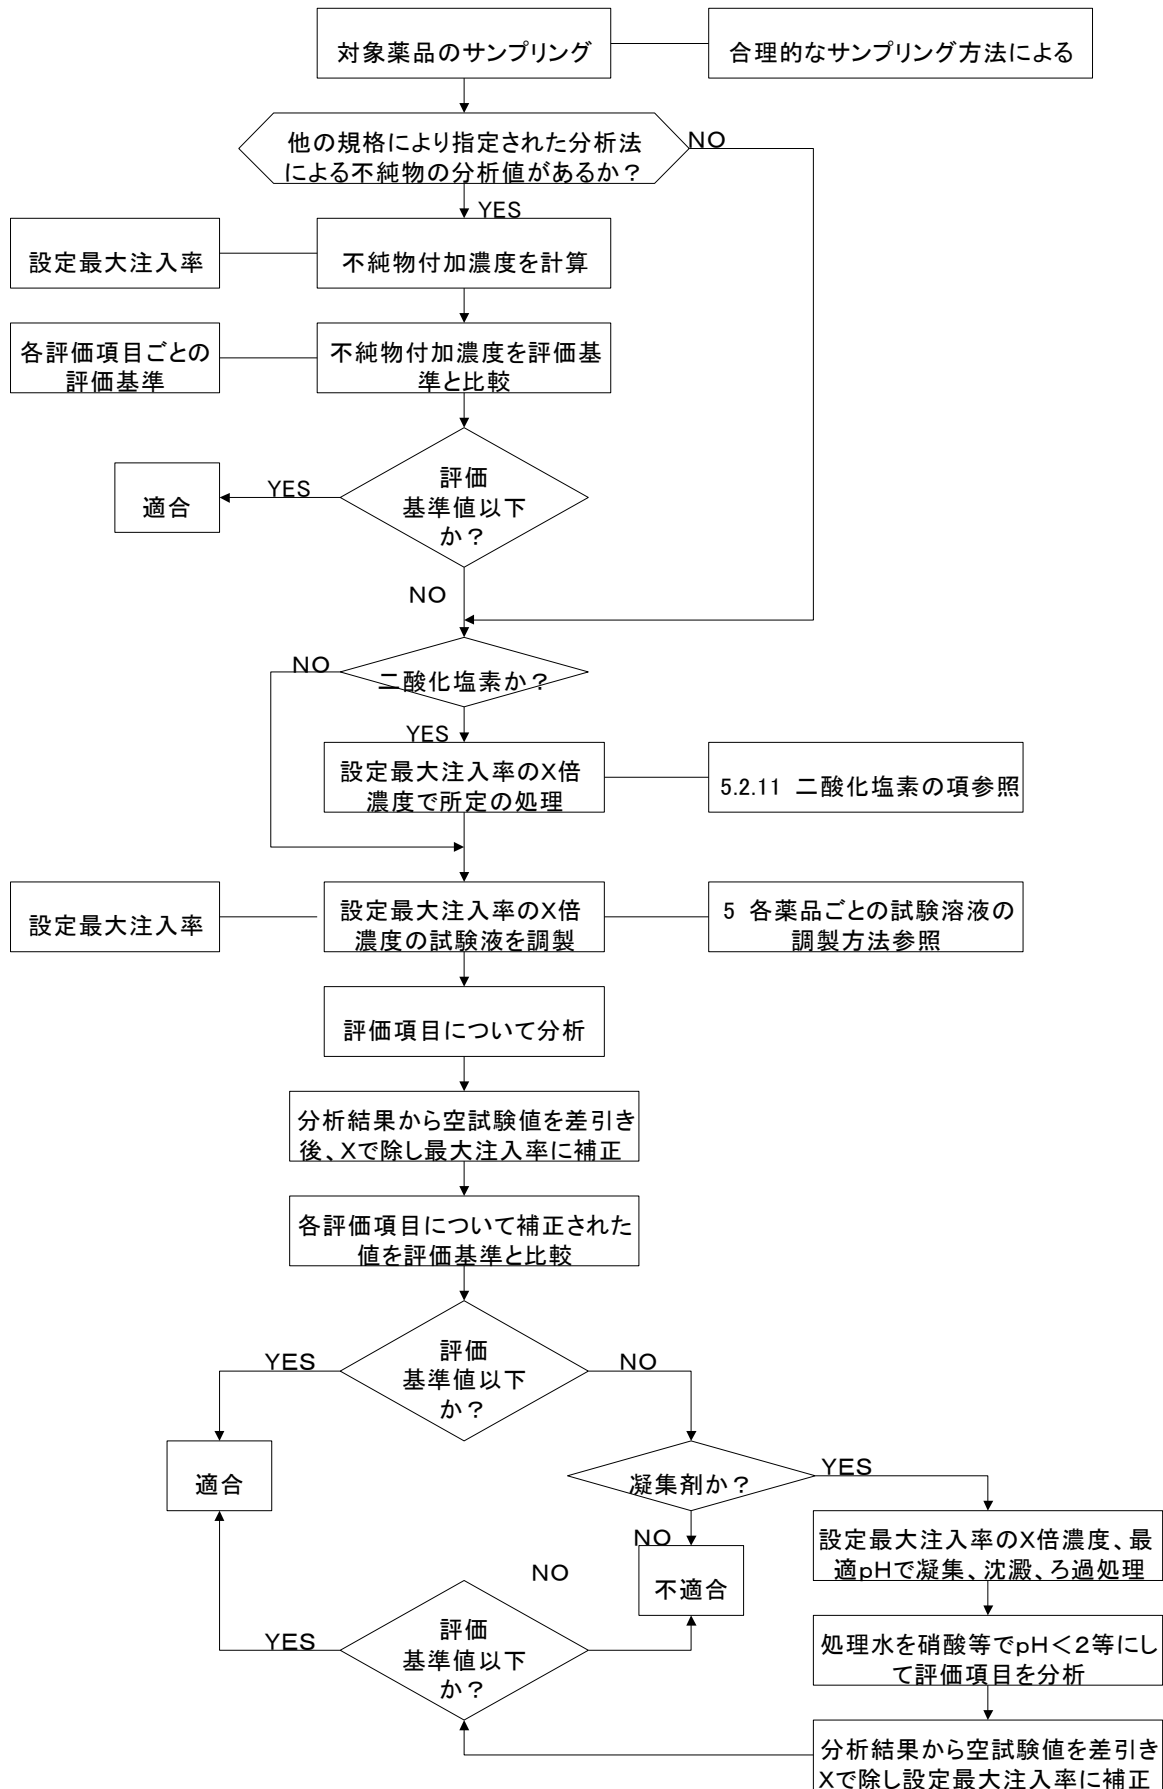 対象薬品のサンプリング
合理的なサンプリング方法による
他の規格により指定された分析法
による不純物の分析値があるか？
NO
YES
設定最大注入率
不純物付加濃度を計算
各評価項目ごとの
評価基準
不純物付加濃度を評価基
準と比較
評価
基準値以下
か？
YES
適合
NO
二酸化塩素か？
NO
YES
設定最大注入率のX倍
濃度で所定の処理
5.2.11 二酸化塩素の項参照
設定最大注入率
設定最大注入率のX倍
濃度の試験液を調製
5 各薬品ごとの試験溶液の
調製方法参照
評価項目について分析
分析結果から空試験値を差引き
後、Xで除し最大注入率に補正
各評価項目について補正された
値を評価基準と比較
評価
基準値以下
か？
YES
NO
適合
凝集剤か？
YES
NO
不適合
設定最大注入率のX倍濃度、最
適pHで凝集、沈澱、ろ過処理
処理水を硝酸等でpH＜2等にし
て評価項目を分析
分析結果から空試験値を差引き
Xで除し設定最大注入率に補正
評価
基準値以下
か？
YES
NO